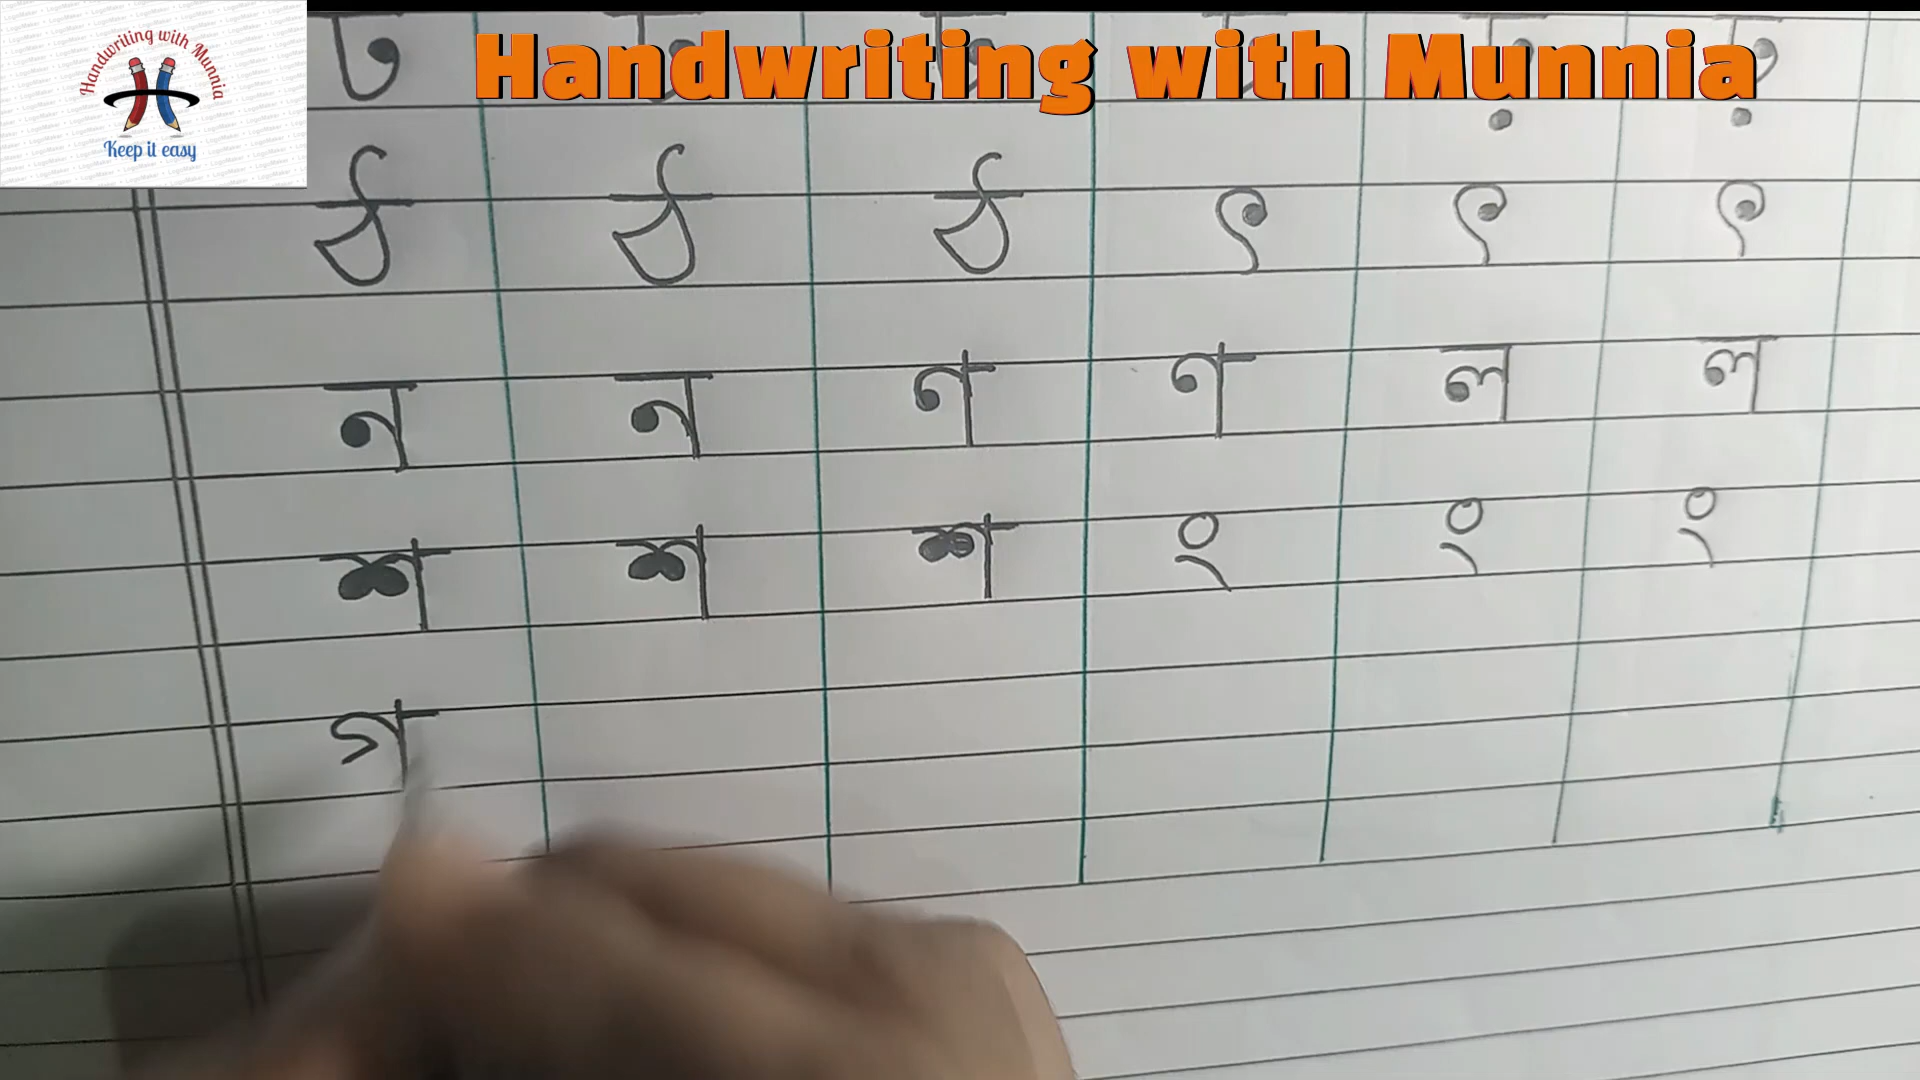 Handwriting with Munnia
Handwriting with Munnia
Keep it easy
ঠ ঠ ঠ ৎ ৎ ৎ
ন ন ণ ণ ল ল
শ শ শ ং ং ং
গ